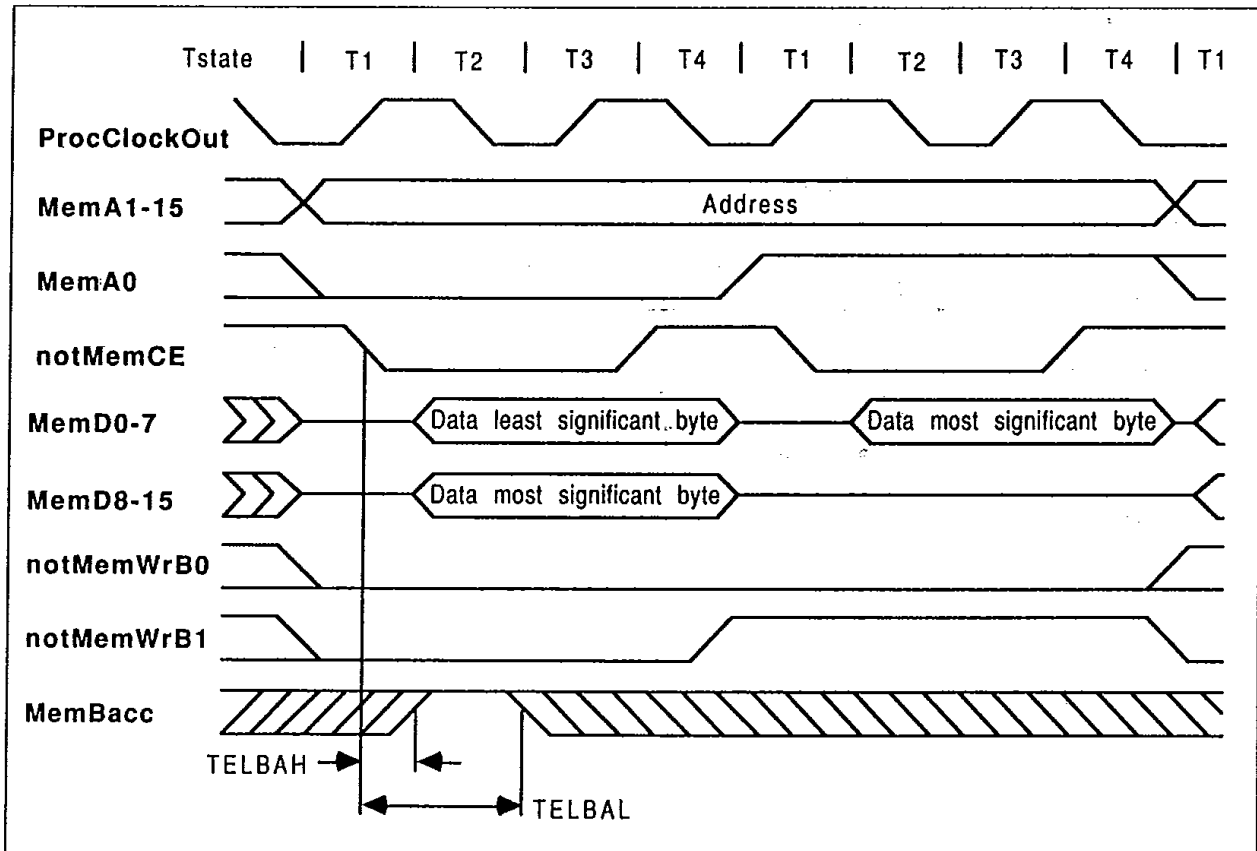 Tstate | T1 | T2 | T3 | T4 | T1 | T2 | T3 | T4 | T1
ProcClockOut
MemA1-15 Address
MemA0
notMemCE
MemD0-7 Data least significant byte Data most significant byte
MemD8-15 Data most significant byte
notMemWrB0
notMemWrB1
MemBacc
TELBAH
TELBAL